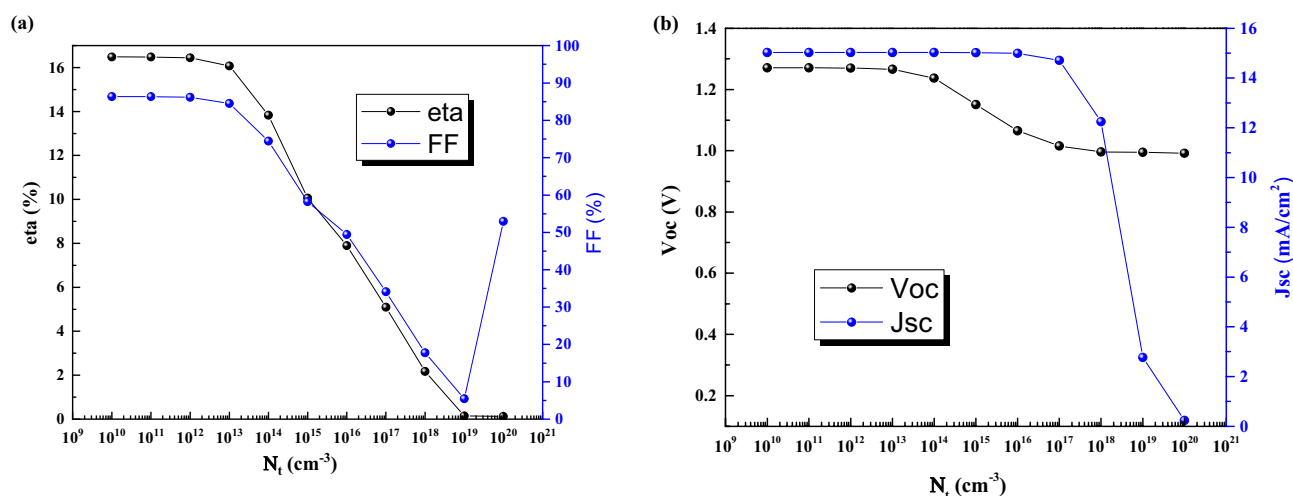 (a)
16
14
12
10
8
6
4
2
0
eta (%)
100
90
80
70
60
50
40
30
20
10
0
FF (%)
eta
FF
10⁹ 10¹⁰ 10¹¹ 10¹² 10¹³ 10¹⁴ 10¹⁵ 10¹⁶ 10¹⁷ 10¹⁸ 10¹⁹ 10²⁰ 10²¹
Nₜ (cm⁻³)
(b)
1.4
1.2
1.0
0.8
0.6
0.4
0.2
Voc (V)
16
14
12
10
8
6
4
2
0
Jsc (mA/cm²)
Voc
Jsc
10⁹ 10¹⁰ 10¹¹ 10¹² 10¹³ 10¹⁴ 10¹⁵ 10¹⁶ 10¹⁷ 10¹⁸ 10¹⁹ 10²⁰ 10²¹
Nₜ (cm⁻³)